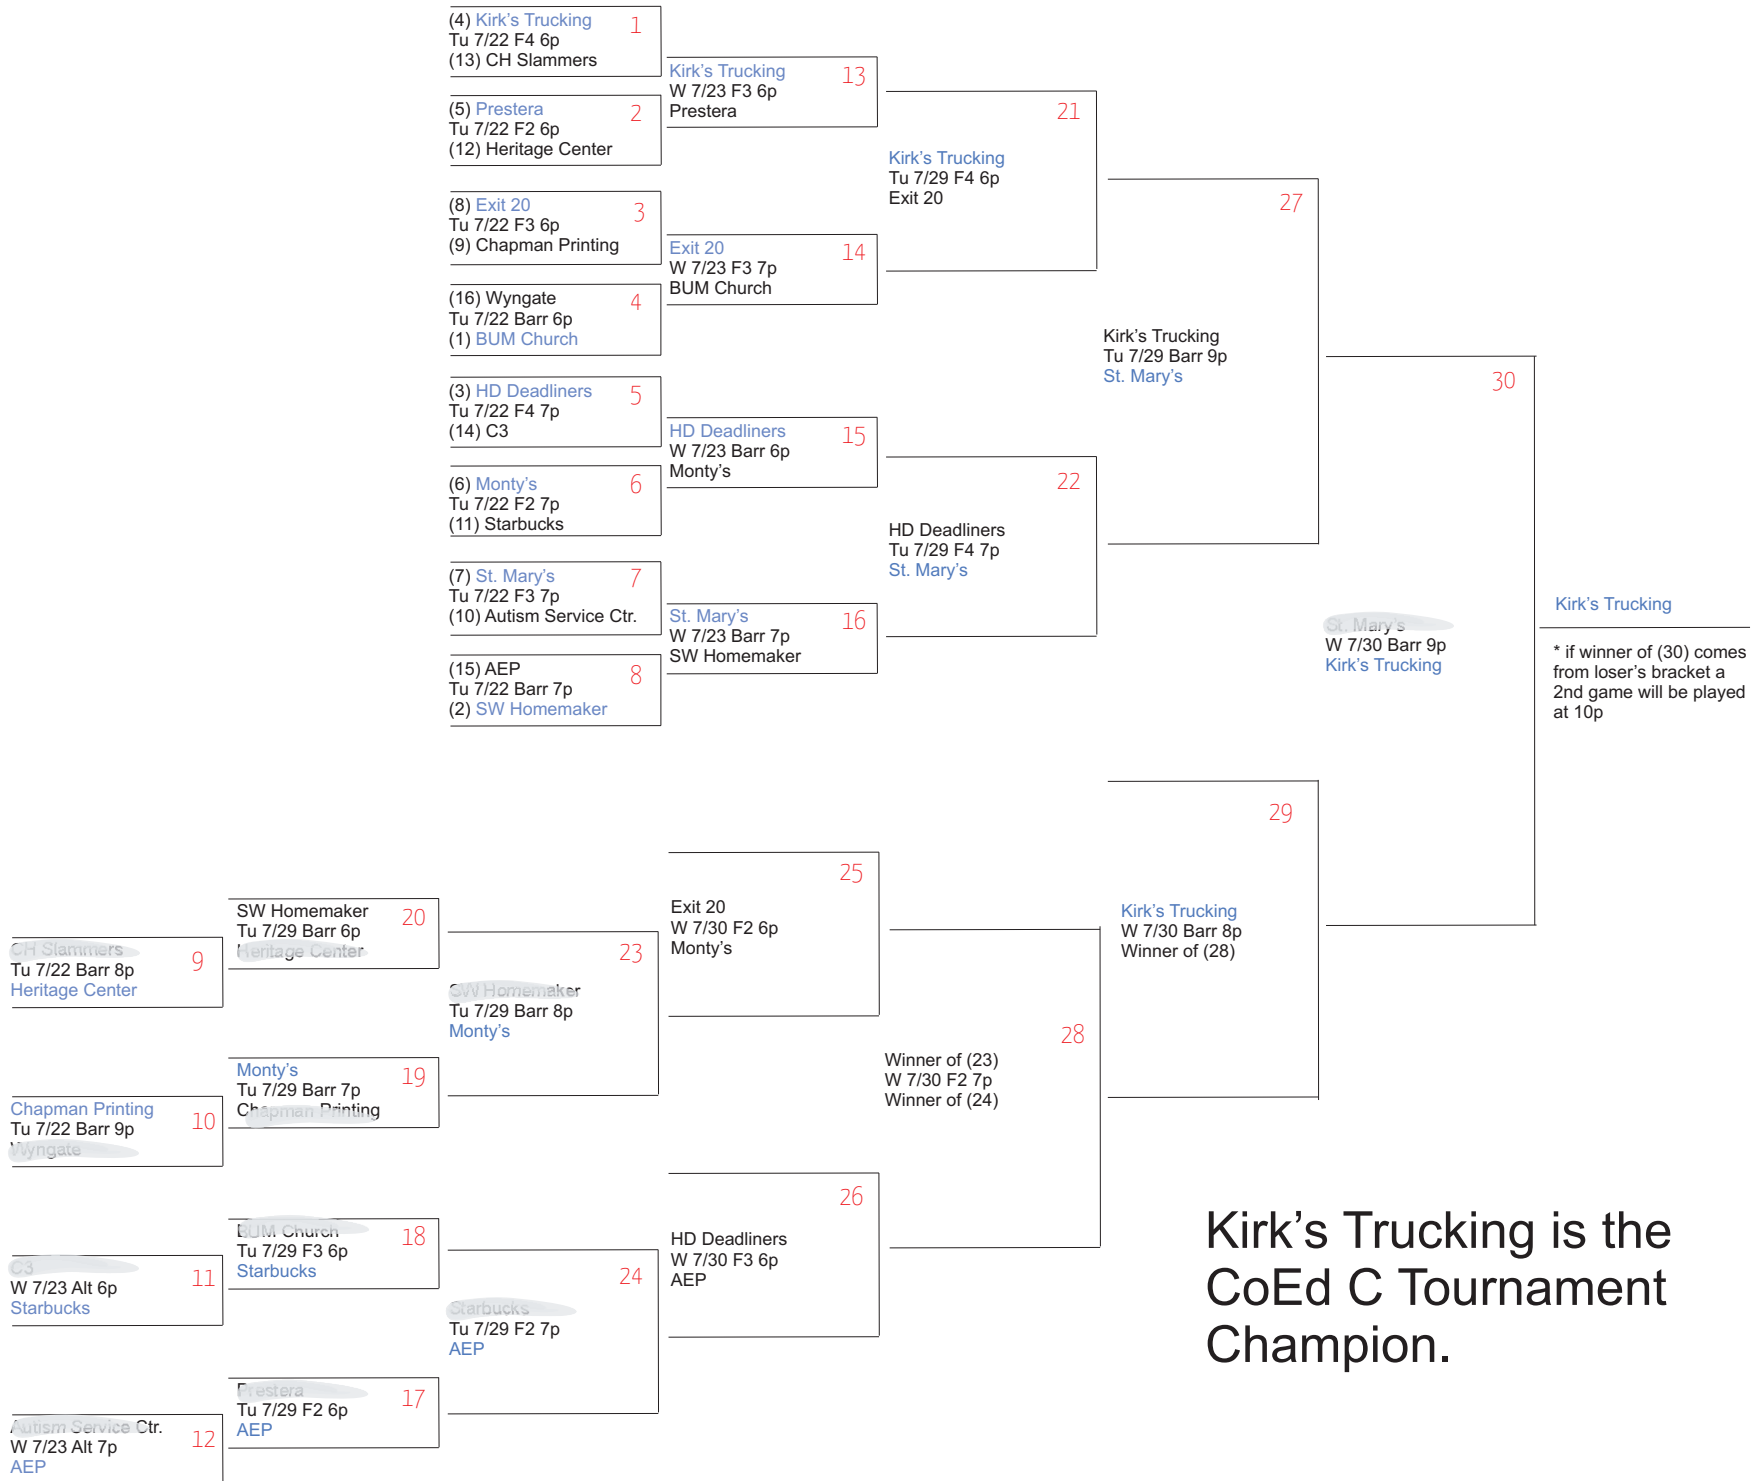 (4) Kirk's Trucking
1
Tu 7/22 F4 6p
(13) CH Slammers
(5) Prestera
2
Tu 7/22 F2 6p
(12) Heritage Center
(8) Exit 20
3
Tu 7/22 F3 6p
(9) Chapman Printing
(16) Wyngate
4
Tu 7/22 Barr 6p
(1) BUM Church
(3) HD Deadliners
5
Tu 7/22 F4 7p
(14) C3
(6) Monty's
6
Tu 7/22 F2 7p
(11) Starbucks
(7) St. Mary's
7
Tu 7/22 F3 7p
(10) Autism Service Ctr.
(15) AEP
8
Tu 7/22 Barr 7p
(2) SW Homemaker
Kirk's Trucking
13
W 7/23 F3 6p
Prestera
Exit 20
14
W 7/23 F3 7p
BUM Church
HD Deadliners
15
W 7/23 Barr 6p
Monty's
St. Mary's
16
W 7/23 Barr 7p
SW Homemaker
21
Kirk's Trucking
Tu 7/29 F4 6p
Exit 20
22
HD Deadliners
Tu 7/29 F4 7p
St. Mary's
27
Kirk's Trucking
Tu 7/29 Barr 9p
St. Mary's
30
St. Mary's
W 7/30 Barr 9p
Kirk's Trucking
Kirk's Trucking
* if winner of (30) comes
from loser's bracket a
2nd game will be played
at 10p
CH Slammers
9
Tu 7/22 Barr 8p
Heritage Center
Chapman Printing
10
Tu 7/22 Barr 9p
Wyngate
C3
11
W 7/23 Alt 6p
Starbucks
Autism Service Ctr.
12
W 7/23 Alt 7p
AEP
SW Homemaker
20
Tu 7/29 Barr 6p
Heritage Center
Monty's
19
Tu 7/29 Barr 7p
Chapman Printing
BUM Church
18
Tu 7/29 F3 6p
Starbucks
Prestera
17
Tu 7/29 F2 6p
AEP
23
SW Homemaker
Tu 7/29 Barr 8p
Monty's
24
Starbucks
Tu 7/29 F2 7p
AEP
25
Exit 20
W 7/30 F2 6p
Monty's
26
HD Deadliners
W 7/30 F3 6p
AEP
28
Winner of (23)
W 7/30 F2 7p
Winner of (24)
29
Kirk's Trucking
W 7/30 Barr 8p
Winner of (28)
Kirk's Trucking is the
CoEd C Tournament
Champion.